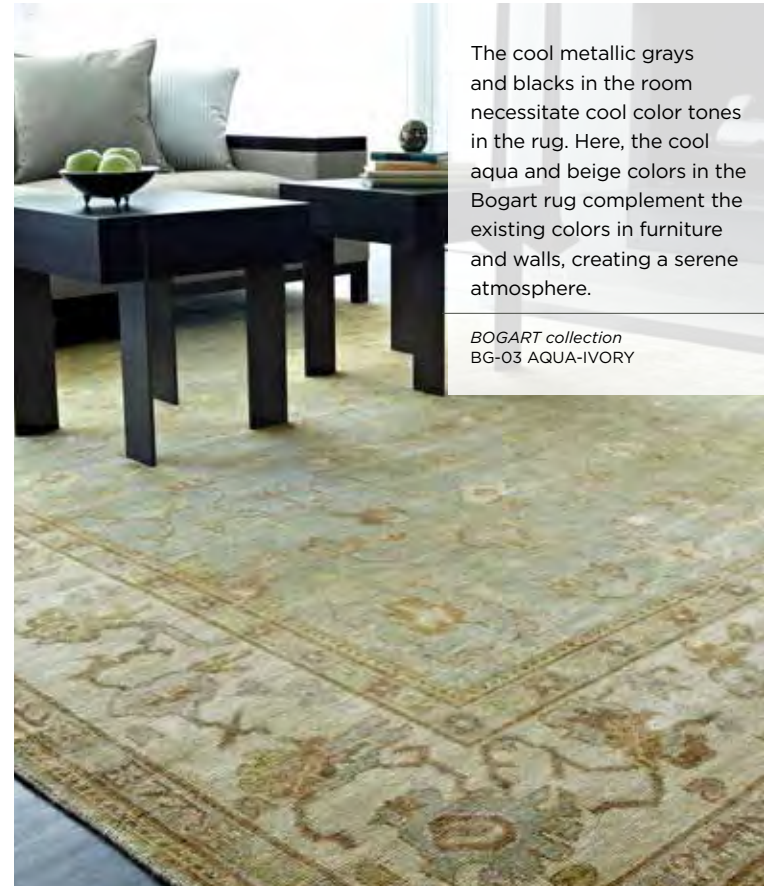 The cool metallic grays
and blacks in the room
necessitate cool color tones
in the rug. Here, the cool
aqua and beige colors in the
Bogart rug complement the
existing colors in furniture
and walls, creating a serene
atmosphere.
BOGART collection
BG-03 AQUA-IVORY